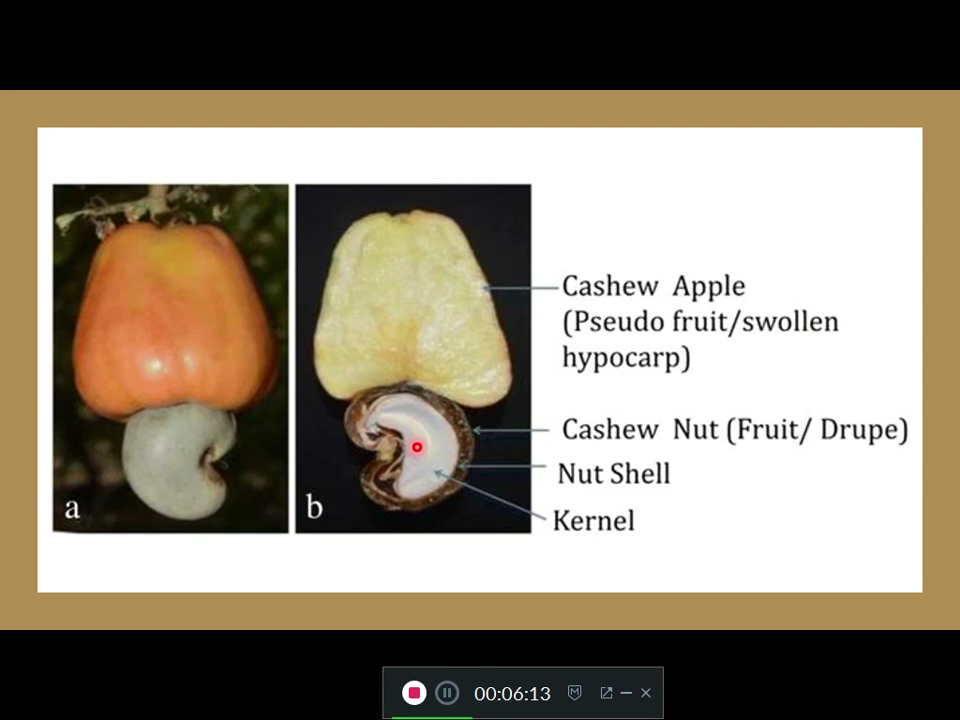 Cashew Apple
(Pseudo fruit/swollen
hypocarp)
Cashew Nut (Fruit/ Drupe)
Nut Shell
Kernel
a
b
00:06:13